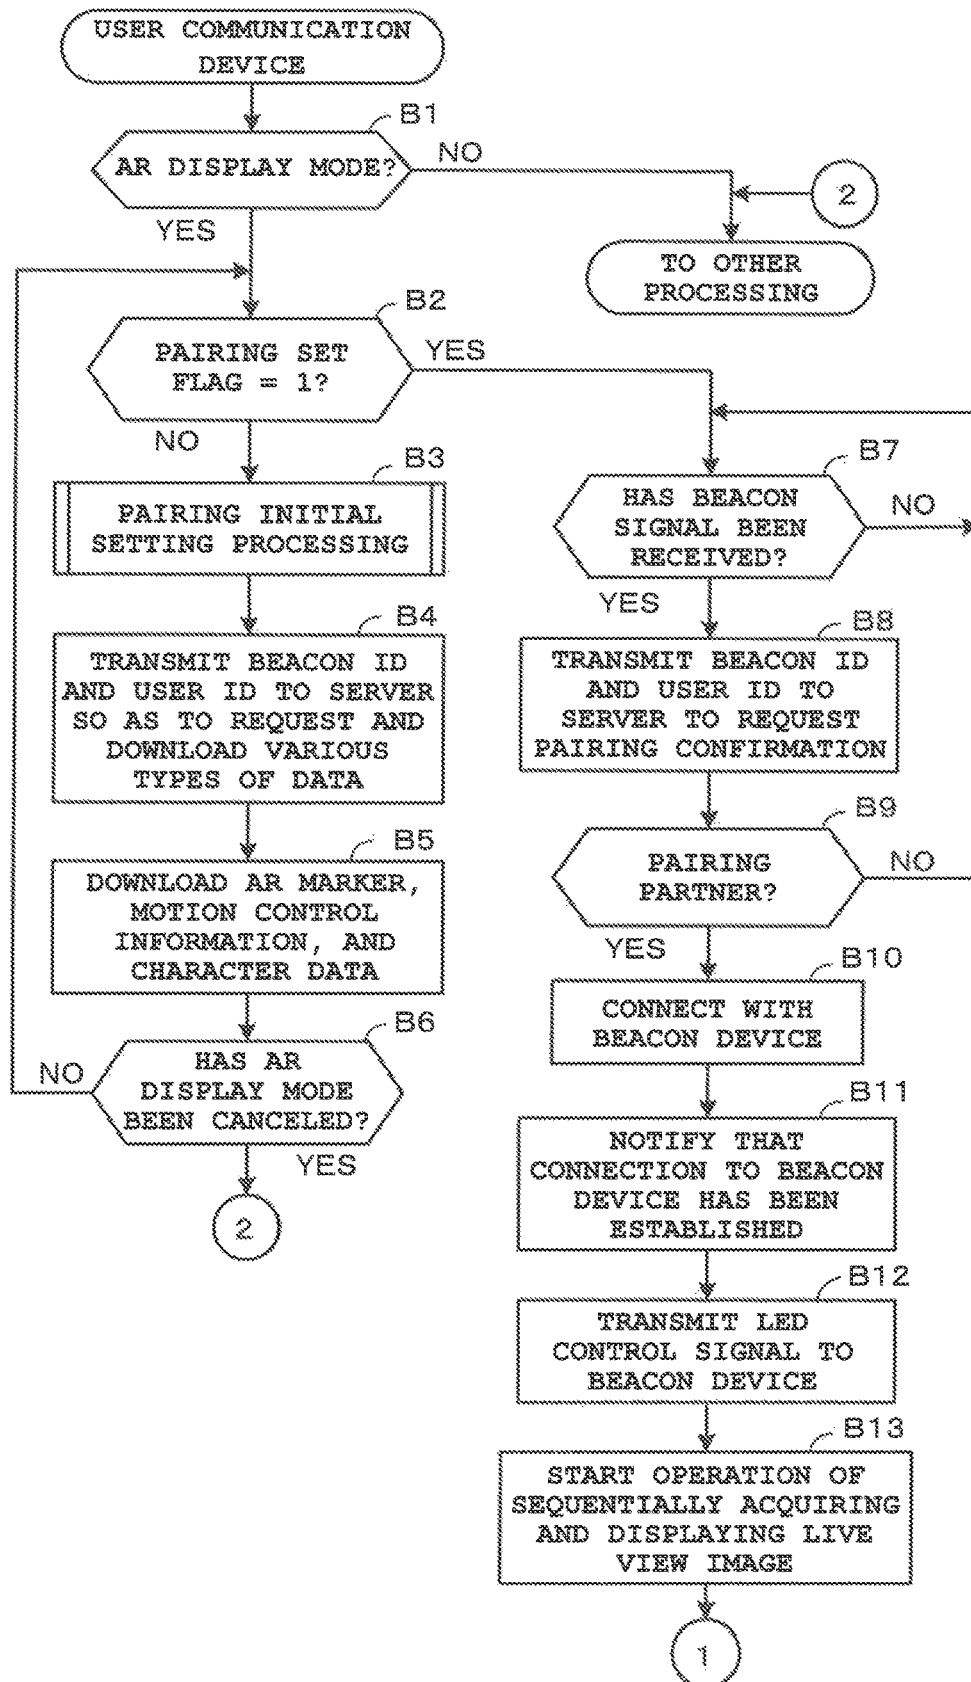 USER COMMUNICATION
DEVICE
B1
AR DISPLAY MODE?
NO
YES
2
TO OTHER
PROCESSING
B2
PAIRING SET
FLAG = 1?
YES
NO
B3
PAIRING INITIAL
SETTING PROCESSING
B4
TRANSMIT BEACON ID
AND USER ID TO SERVER
SO AS TO REQUEST AND
DOWNLOAD VARIOUS
TYPES OF DATA
B5
DOWNLOAD AR MARKER,
MOTION CONTROL
INFORMATION, AND
CHARACTER DATA
B6
HAS AR
DISPLAY MODE
BEEN CANCELED?
NO
YES
2
B7
HAS BEACON
SIGNAL BEEN
RECEIVED?
NO
YES
B8
TRANSMIT BEACON ID
AND USER ID TO
SERVER TO REQUEST
PAIRING CONFIRMATION
B9
PAIRING
PARTNER?
NO
YES
B10
CONNECT WITH
BEACON DEVICE
B11
NOTIFY THAT
CONNECTION TO BEACON
DEVICE HAS BEEN
ESTABLISHED
B12
TRANSMIT LED
CONTROL SIGNAL TO
BEACON DEVICE
B13
START OPERATION OF
SEQUENTIALLY ACQUIRING
AND DISPLAYING LIVE
VIEW IMAGE
1